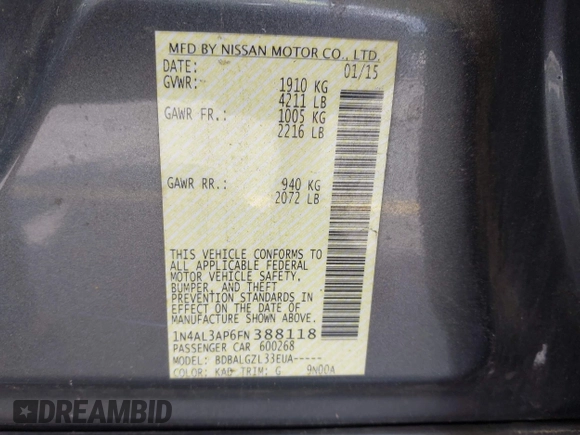 MFD BY NISSAN MOTOR CO., LTD.
DATE: 01/15
GVWR: 1910 KG
4211 LB
GAWR FR.: 1005 KG
2216 LB
GAWR RR.: 940 KG
2072 LB
THIS VEHICLE CONFORMS TO
ALL APPLICABLE FEDERAL
MOTOR VEHICLE SAFETY,
BUMPER, AND THEFT
PREVENTION STANDARDS IN
EFFECT ON THE DATE OF
MANUFACTURE SHOWN ABOVE.
1N4AL3AP6FN388118
PASSENGER CAR 600268
MODEL: BDBALGZL33EUA-----
COLOR: KAD TRIM: G 9N00A
DREAMBID